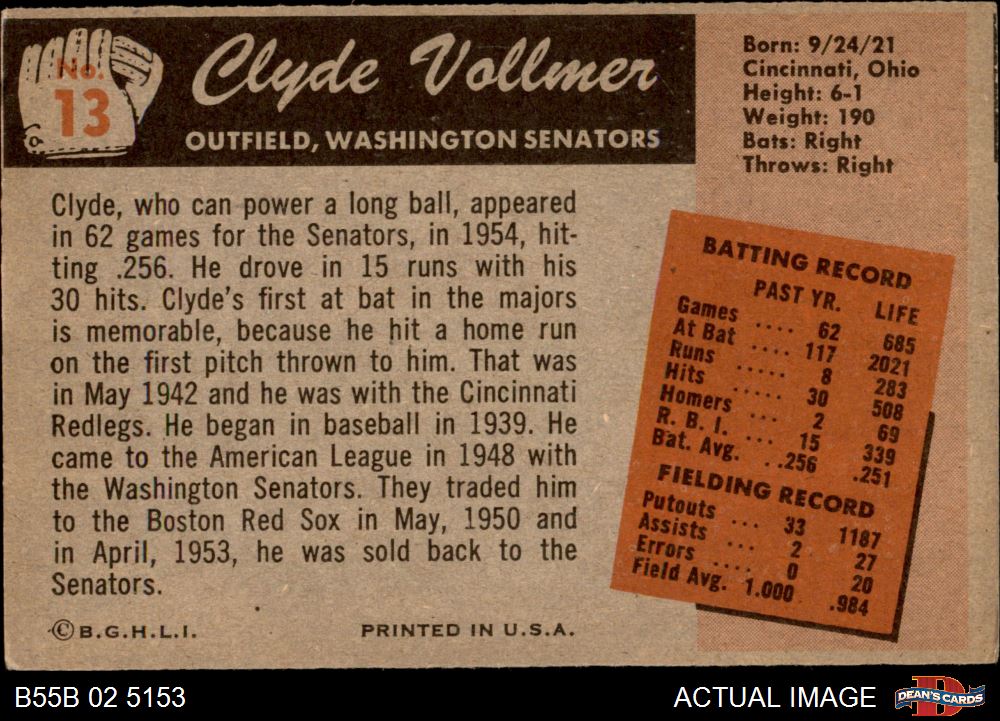 No.
13
Clyde Vollmer
OUTFIELD, WASHINGTON SENATORS
Born: 9/24/21
Cincinnati, Ohio
Height: 6-1
Weight: 190
Bats: Right
Throws: Right
Clyde, who can power a long ball, appeared
in 62 games for the Senators, in 1954, hit-
ting .256. He drove in 15 runs with his
30 hits. Clyde's first at bat in the majors
is memorable, because he hit a home run
on the first pitch thrown to him. That was
in May 1942 and he was with the Cincinnati
Redlegs. He began in baseball in 1939. He
came to the American League in 1948 with
the Washington Senators. They traded him
to the Boston Red Sox in May, 1950 and
in April, 1953, he was sold back to the
Senators.
BATTING RECORD
PAST YR. LIFE
Games .... 62 685
At Bat .... 117 2021
Runs ..... 8 283
Hits ..... 30 508
Homers ... 2 69
R. B. I. ... 15 339
Bat. Avg. ..256 .251
FIELDING RECORD
Putouts ... 33 1187
Assists ... 2 27
Errors .... 0 20
Field Avg. 1.000 .984
©B.G.H.L.I. PRINTED IN U.S.A.
B55B 02 5153 ACTUAL IMAGE D DEAN'S CARDS